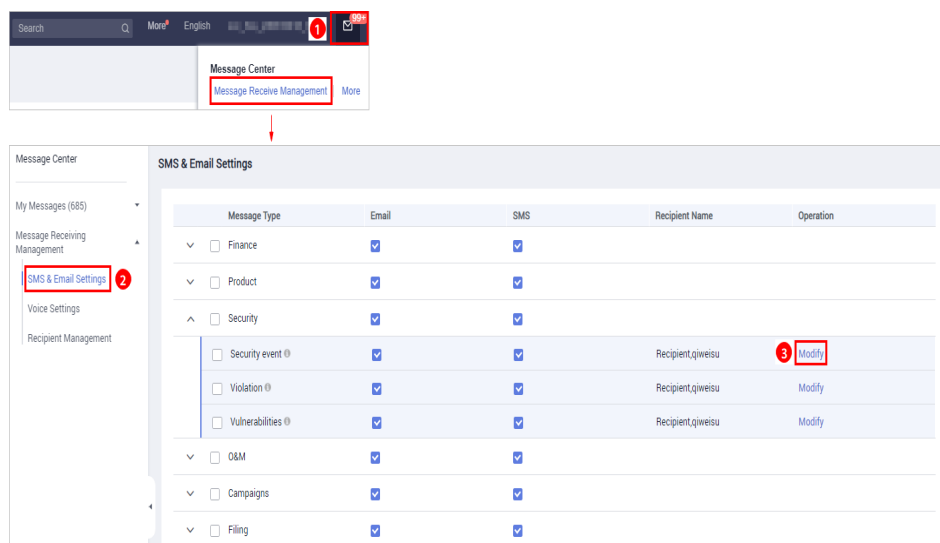 Search More English 1 99+
Message Center
Message Receive Management More
Message Center
SMS & Email Settings
My Messages (685)
Message Receiving
Management
SMS & Email Settings 2
Voice Settings
Recipient Management
Message Type Email SMS Recipient Name Operation
Finance
Product
Security
Security event Recipient,qiweisu 3 Modify
Violation Recipient,qiweisu Modify
Vulnerabilities Recipient,qiweisu Modify
O&M
Campaigns
Filing